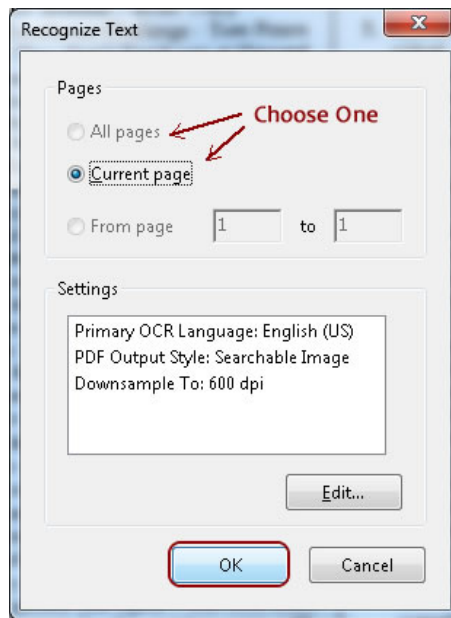 Recognize Text
Pages
All pages
Choose One
Current page
From page 1 to 1
Settings
Primary OCR Language: English (US)
PDF Output Style: Searchable Image
Downsample To: 600 dpi
Edit...
OK Cancel